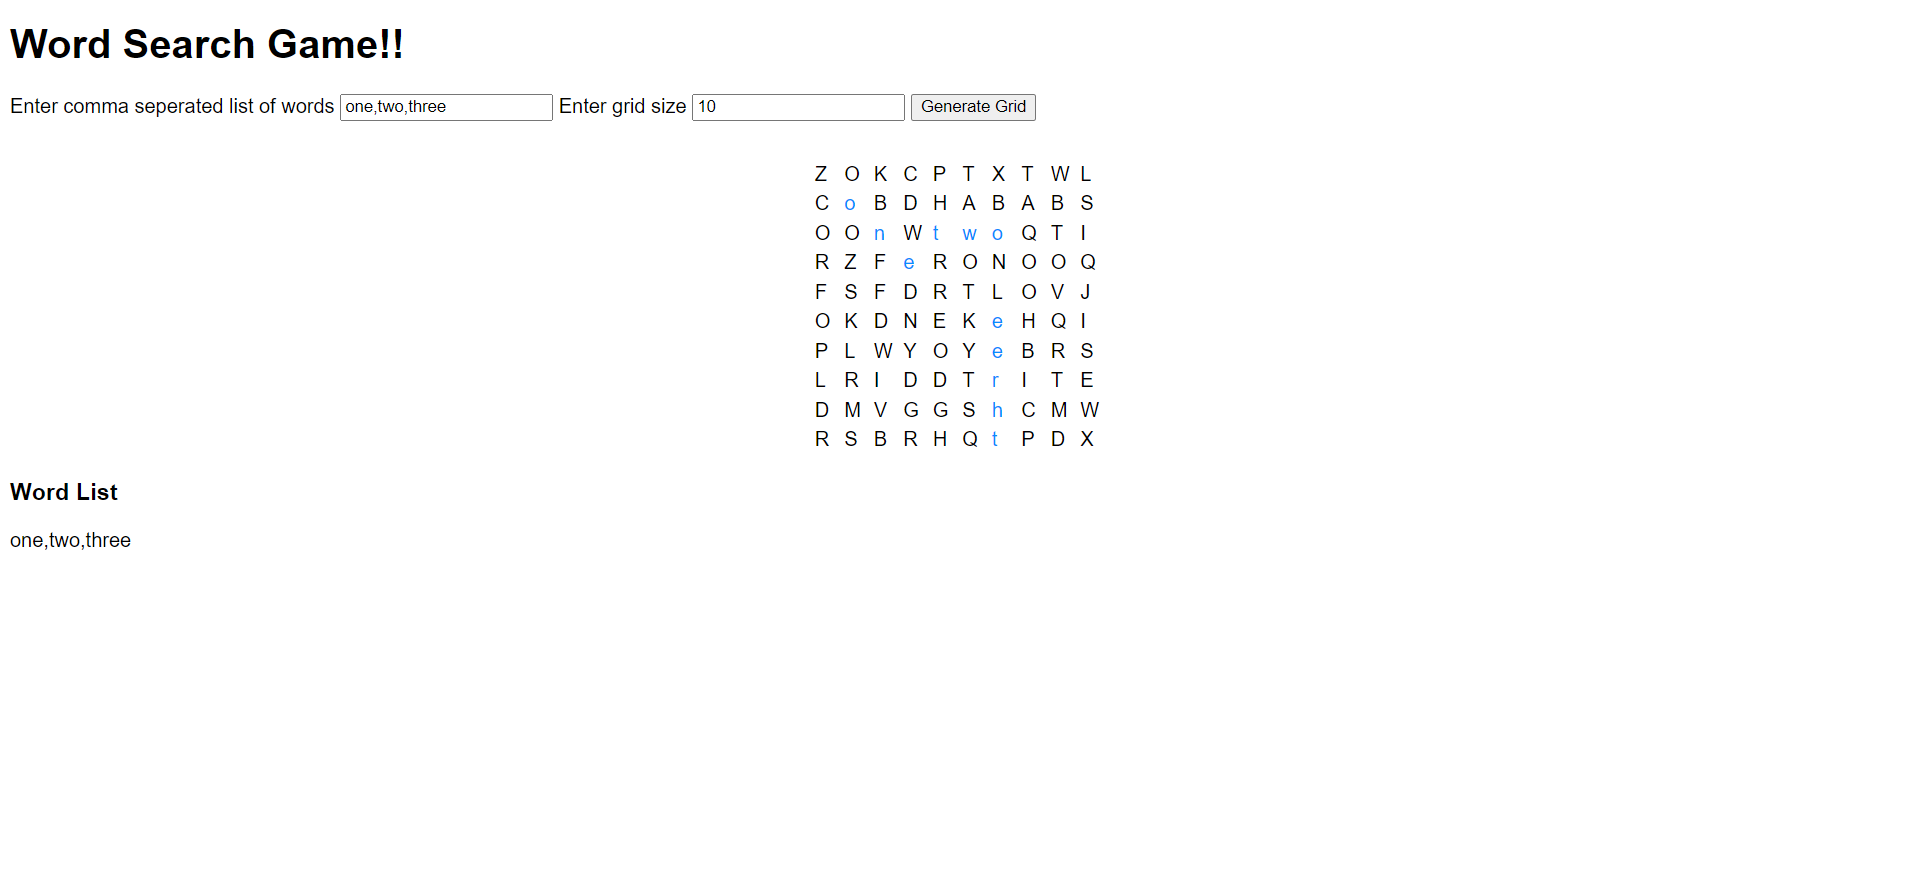 Word Search Game!!
Enter comma seperated list of words one,two,three Enter grid size 10 Generate Grid
Z O K C P T X T W L
C o B D H A B A B S
O O n W t w o Q T I
R Z F e R O N O O Q
F S F D R T L O V J
O K D N E K e H Q I
P L W Y O Y e B R S
L R I D D T r I T E
D M V G G S h C M W
R S B R H Q t P D X
Word List
one,two,three